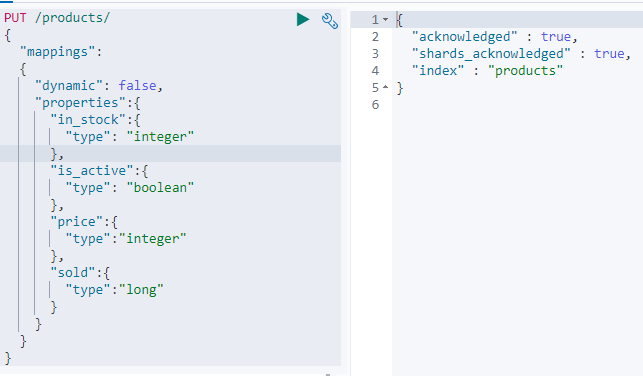 PUT /products/
{
"mappings":
{
"dynamic": false,
"properties":{
"in_stock":{
"type": "integer"
},
"is_active":{
"type": "boolean"
},
"price":{
"type":"integer"
},
"sold":{
"type":"long"
}
}
}
}
1 {
2 "acknowledged" : true,
3 "shards_acknowledged" : true,
4 "index" : "products"
5 }
6